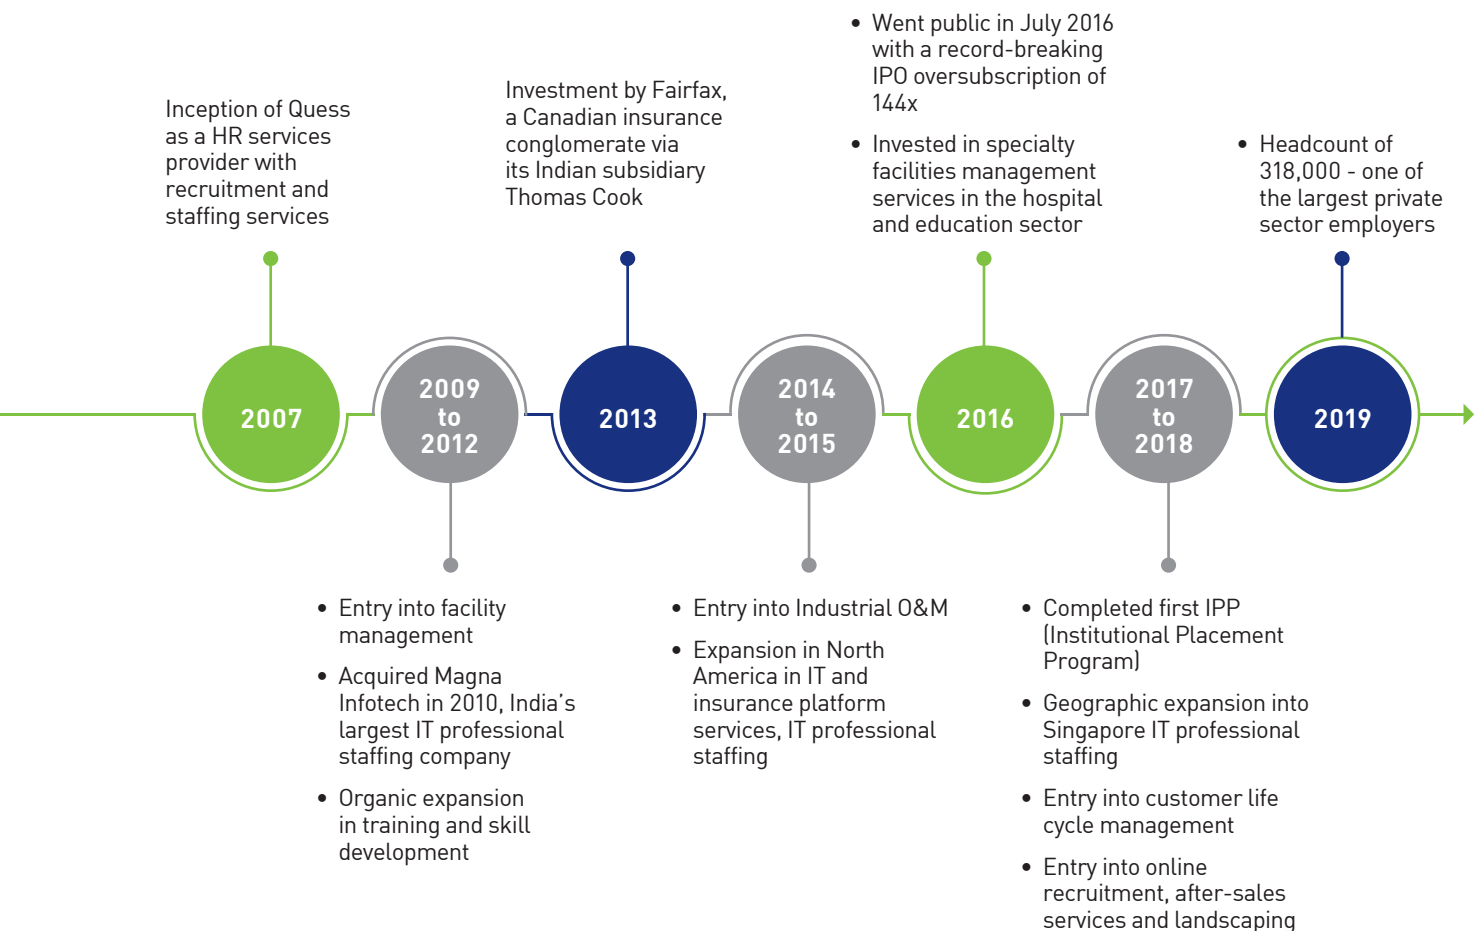 Inception of Quess
as a HR services
provider with
recruitment and
staffing services
2007
2009
to
2012
• Entry into facility
management
• Acquired Magna
Infotech in 2010, India's
largest IT professional
staffing company
• Organic expansion
in training and skill
development
Investment by Fairfax,
a Canadian insurance
conglomerate via
its Indian subsidiary
Thomas Cook
2013
2014
to
2015
• Entry into Industrial O&M
• Expansion in North
America in IT and
insurance platform
services, IT professional
staffing
• Went public in July 2016
with a record-breaking
IPO oversubscription of
144x
• Invested in specialty
facilities management
services in the hospital
and education sector
2016
2017
to
2018
• Completed first IPP
(Institutional Placement
Program)
• Geographic expansion into
Singapore IT professional
staffing
• Entry into customer life
cycle management
• Entry into online
recruitment, after-sales
services and landscaping
• Headcount of
318,000 - one of
the largest private
sector employers
2019